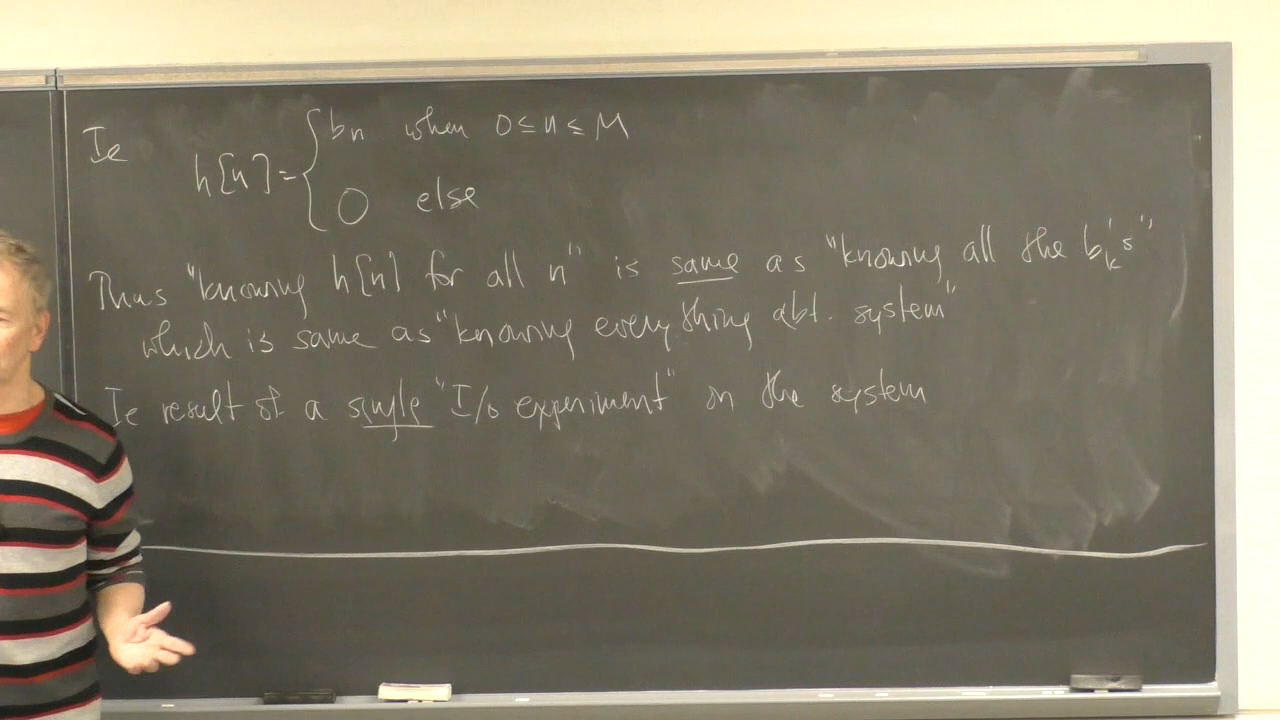 Ie h[n] = { bn when 0 ≤ n ≤ M
0 else
Thus "knowing h[n] for all n" is same as "knowing all the bk's"
which is same as "knowing everything abt. system"
Ie result of a single "I/o experiment" on the system